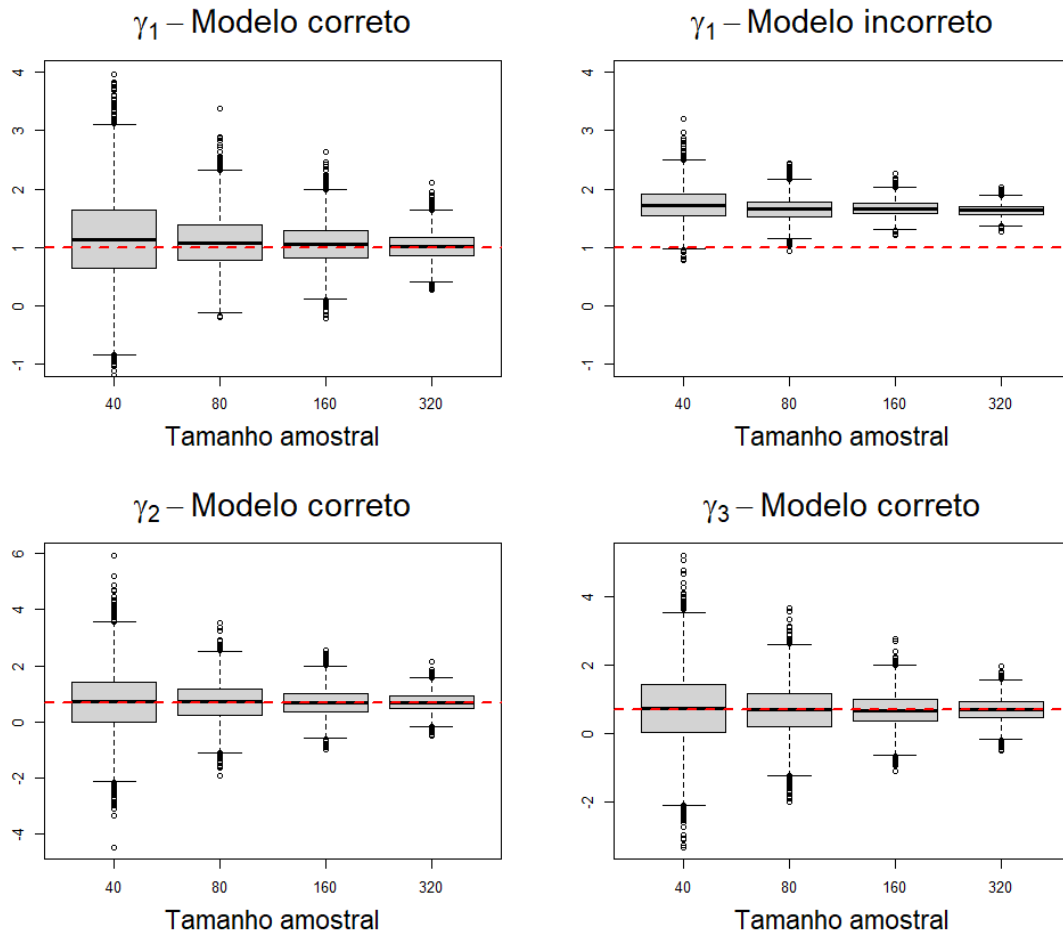 γ₁ – Modelo correto
4
3
2
1
0
-1
40 80 160 320
Tamanho amostral
γ₁ – Modelo incorreto
4
3
2
1
0
-1
40 80 160 320
Tamanho amostral
γ₂ – Modelo correto
6
4
2
0
-2
-4
40 80 160 320
Tamanho amostral
γ₃ – Modelo correto
4
2
0
-2
40 80 160 320
Tamanho amostral